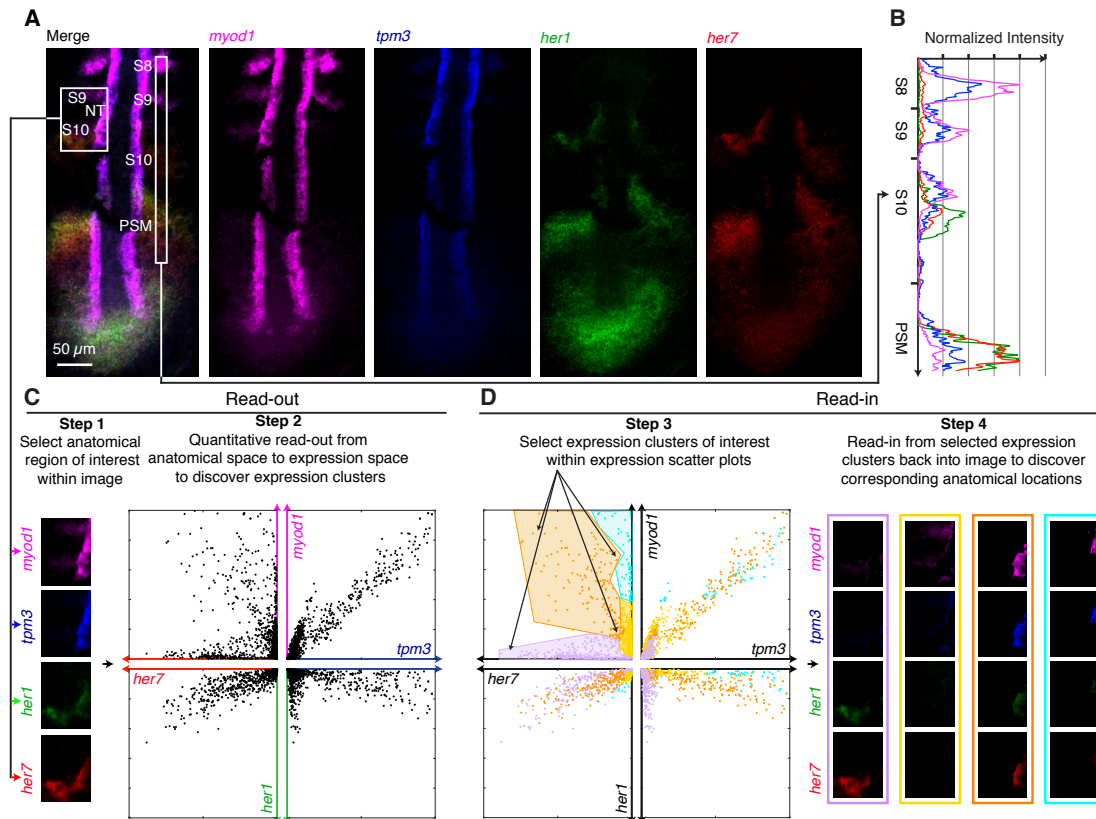 A
Merge
myod1
tpm3
her1
her7
S8
S9
S9
NT
S10
S10
PSM
50 µm
B
Normalized Intensity
S8
S9
S10
PSM
C
Read-out
Step 1
Select anatomical
region of interest
within image
Step 2
Quantitative read-out from
anatomical space to expression space
to discover expression clusters
myod1
tpm3
her1
her7
myod1
tpm3
her7
her1
D
Read-in
Step 3
Select expression clusters of interest
within expression scatter plots
myod1
tpm3
her7
her1
Step 4
Read-in from selected expression
clusters back into image to discover
corresponding anatomical locations
myod1
tpm3
her1
her7